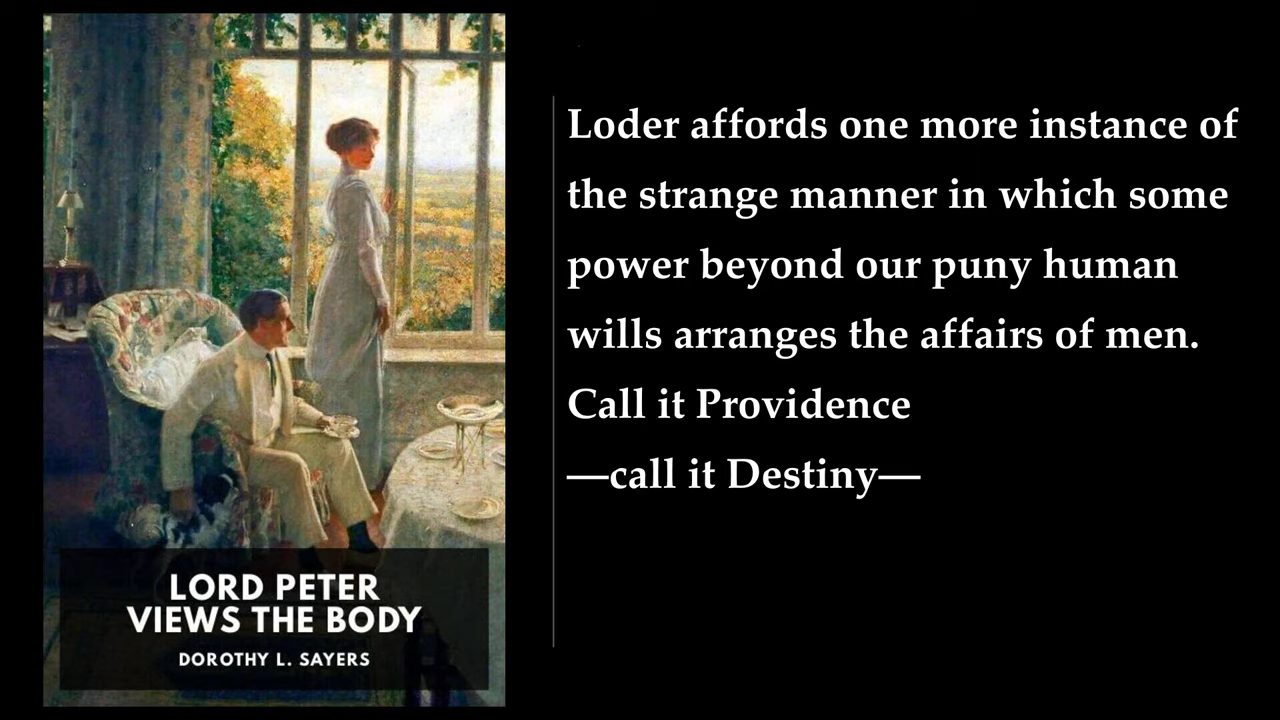 LORD PETER
VIEWS THE BODY
DOROTHY L. SAYERS
Loder affords one more instance of
the strange manner in which some
power beyond our puny human
wills arranges the affairs of men.
Call it Providence
—call it Destiny—